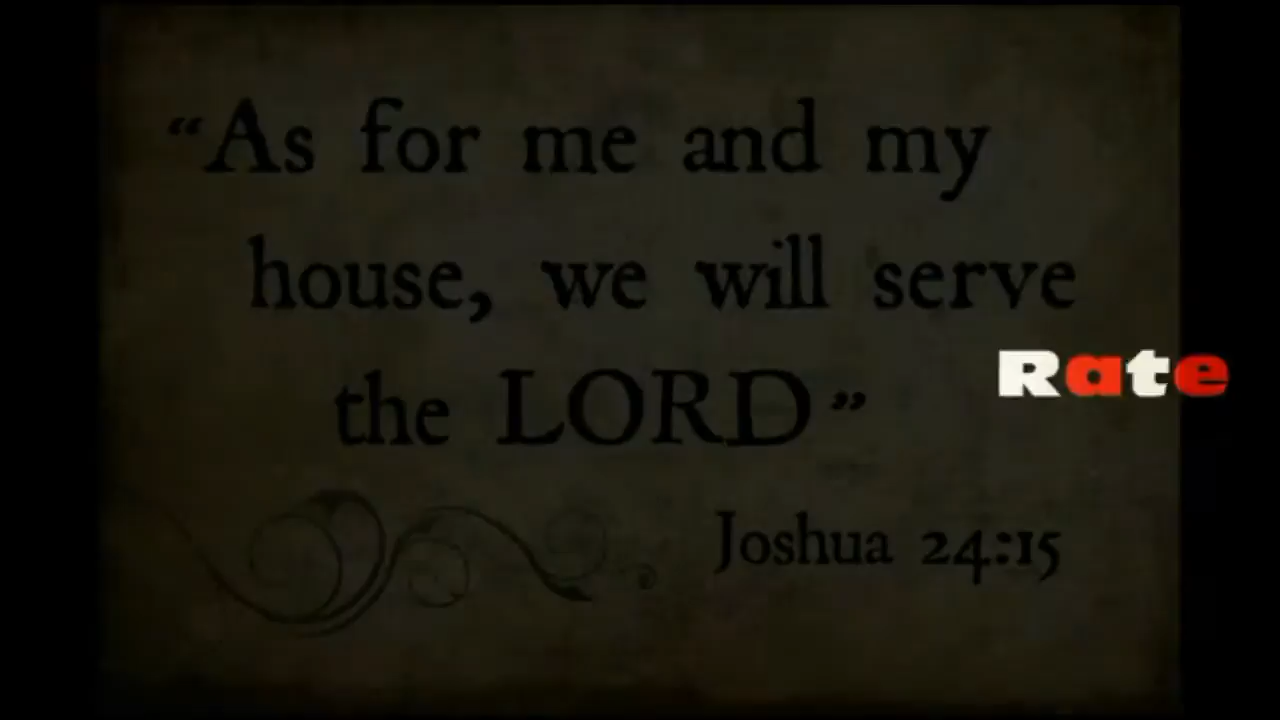 “As for me and my
house, we will serve
the LORD”
Rate
Joshua 24:15